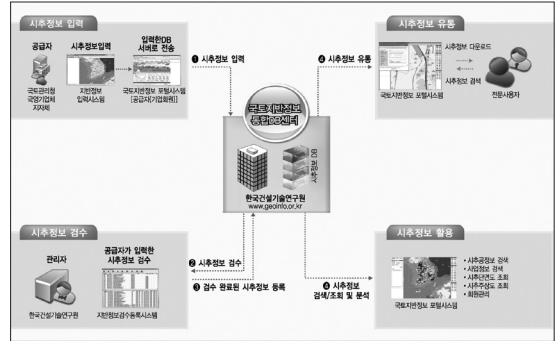 시추정보 입력
공급자
국토관리청
국영기업체
지자체
시추정보입력
지반정보
입력시스템
입력한DB
서버로 전송
국토지반정보 포털시스템
[공급자(기업회원)]
❶ 시추정보 입력
❹ 시추정보 유통
시추정보 유통
국토지반정보 포털시스템
시추정보 다운로드
시추정보 검색
전문사용자
국토지반정보
통합DB센터
한국건설기술연구원
www.geoinfo.or.kr
시추정보 검수
관리자
한국건설기술연구원
공급자가 입력한
시추정보 검수
지반정보검수등록시스템
❷ 시추정보 검수
❸ 검수 완료된 시추정보 등록
❹ 시추정보
검색/조회 및 분석
시추정보 활용
국토지반정보 포털시스템
• 시추공정보 검색
• 사업정보 검색
• 시추단면도 조회
• 시추주상도 조회
• 회원관리